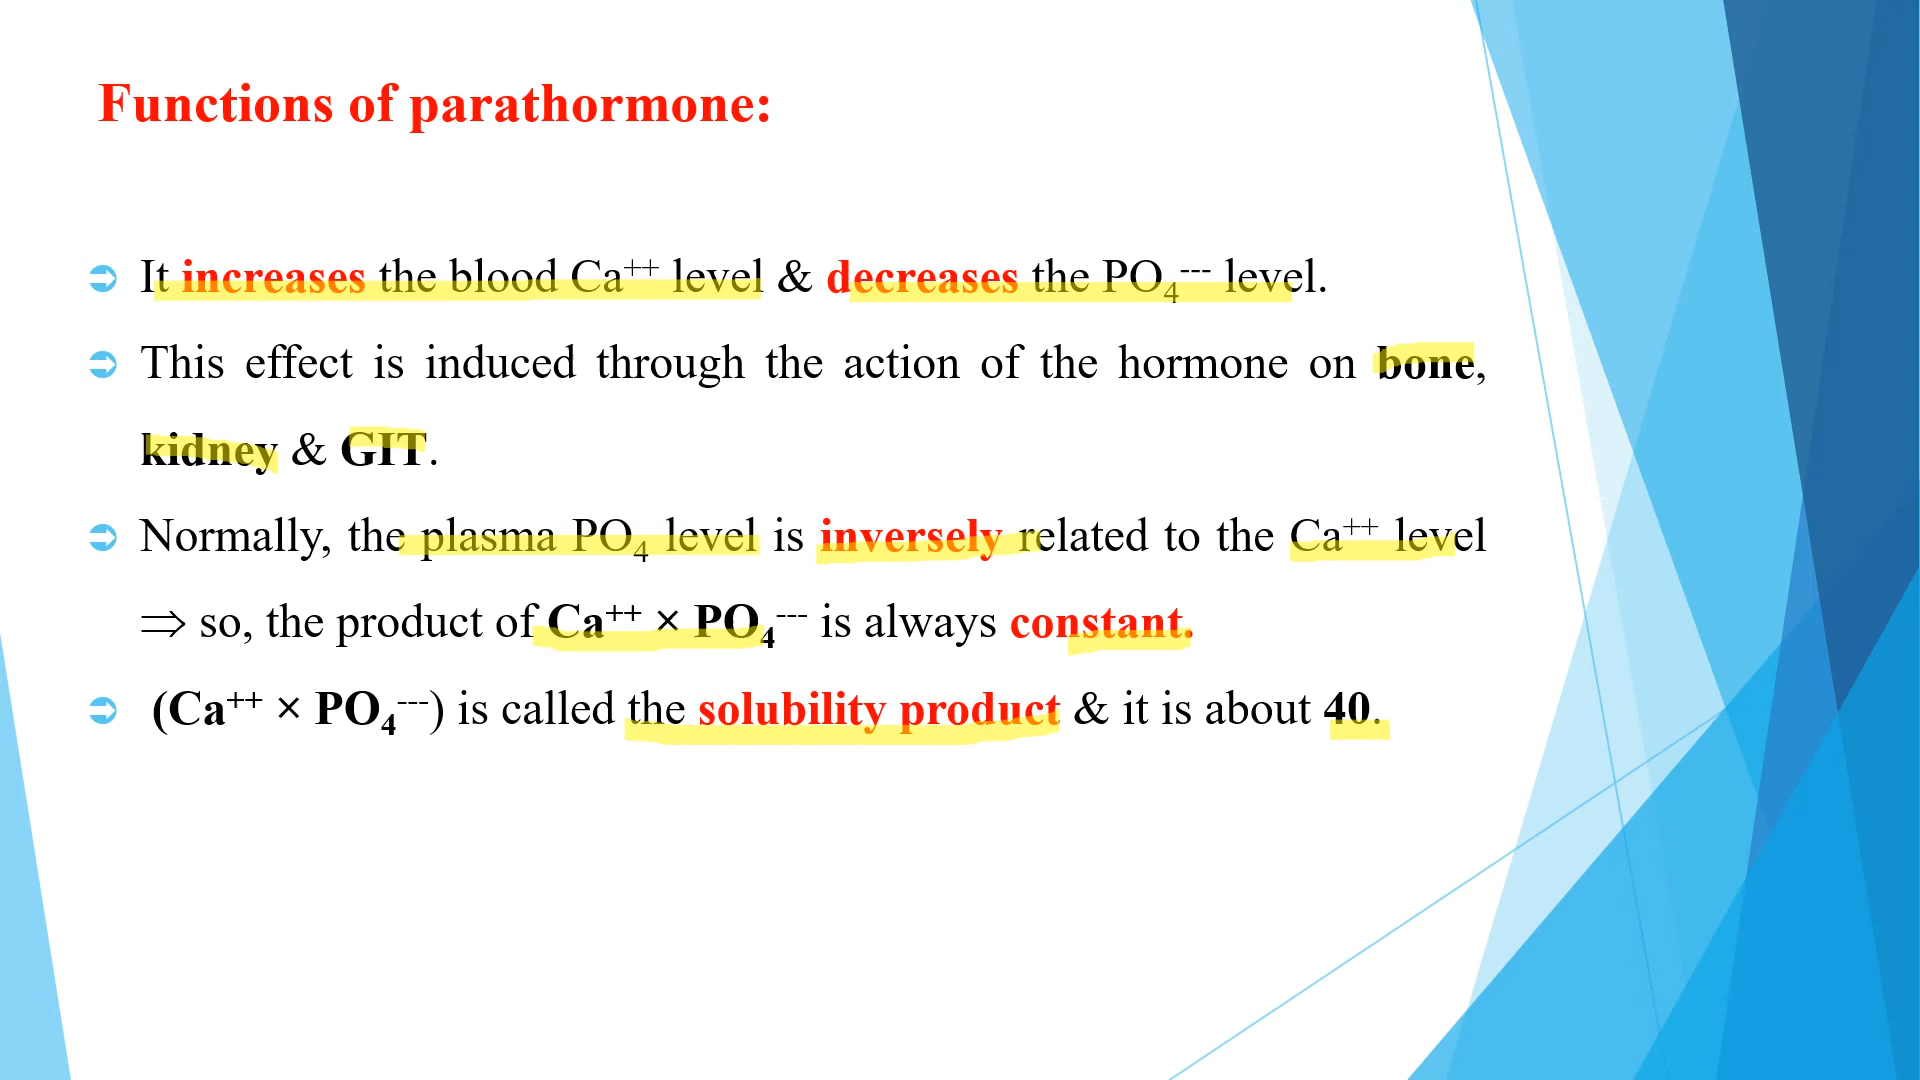 Functions of parathormone:
It increases the blood Ca⁺⁺ level & decreases the PO₄⁻⁻⁻ level.
This effect is induced through the action of the hormone on bone,
kidney & GIT.
Normally, the plasma PO₄ level is inversely related to the Ca⁺⁺ level
⇒ so, the product of Ca⁺⁺ × PO₄⁻⁻⁻ is always constant.
(Ca⁺⁺ × PO₄⁻⁻⁻) is called the solubility product & it is about 40.